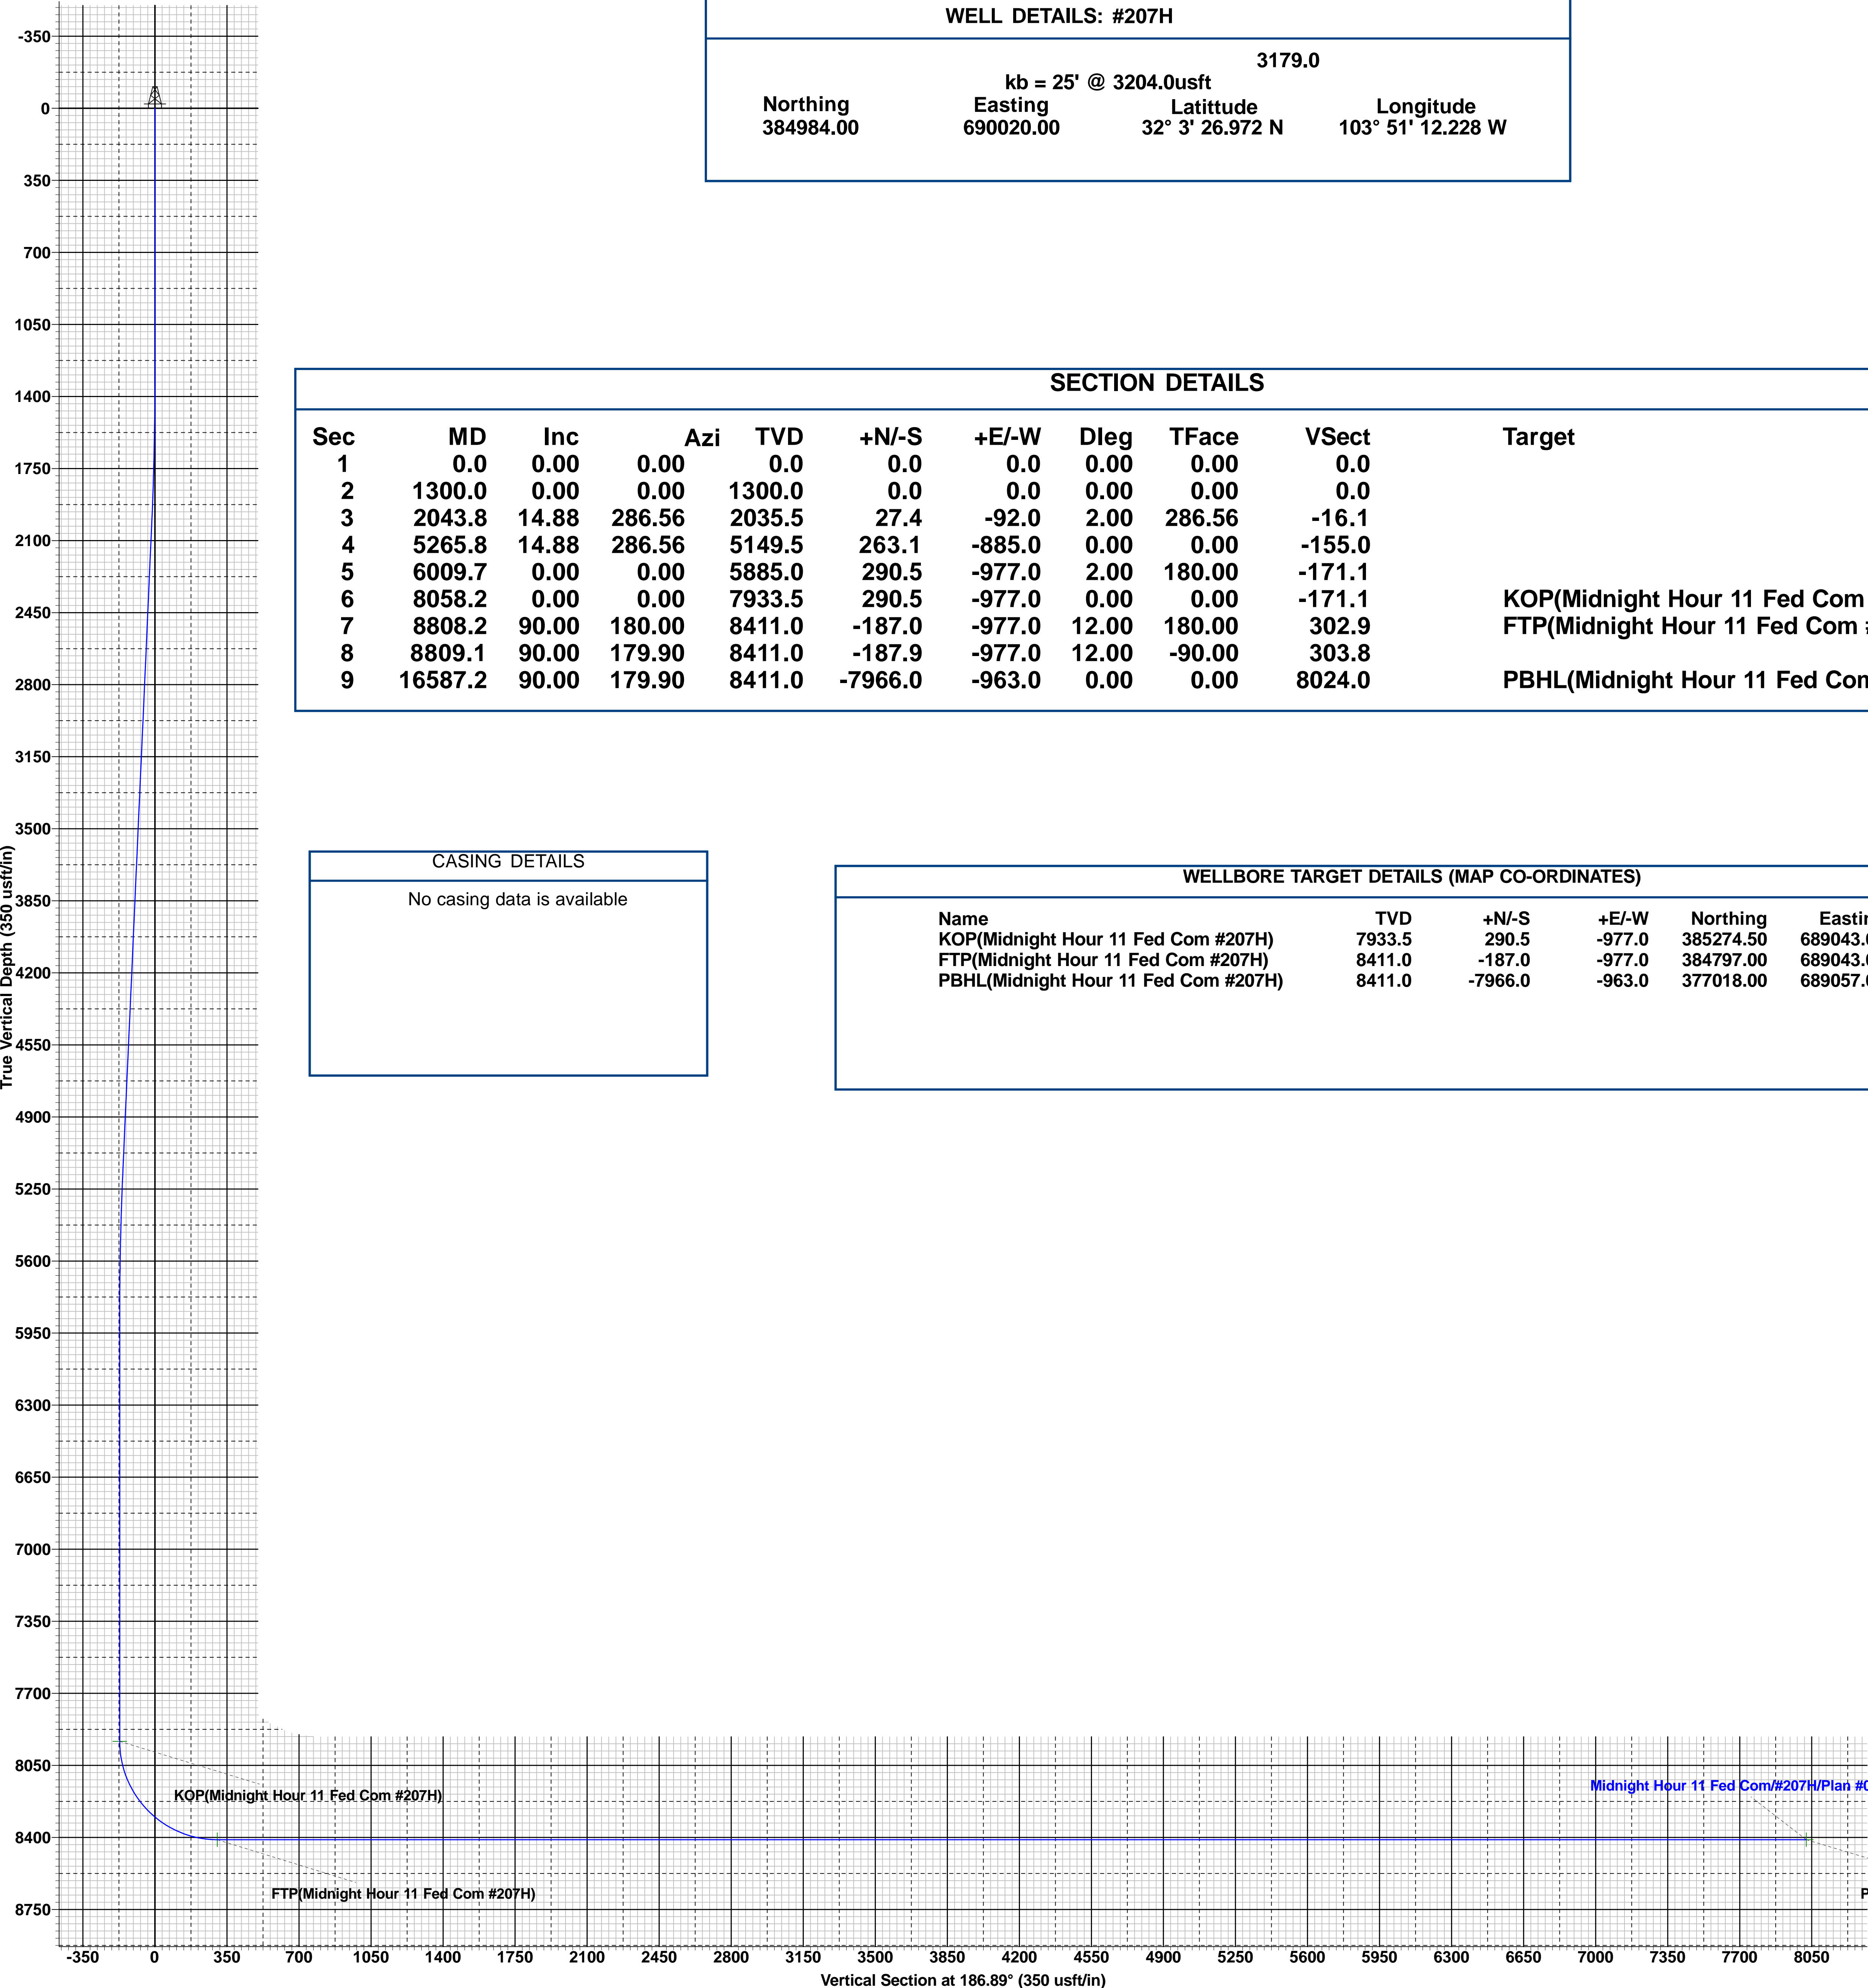 WELL DETAILS: #207H
3179.0
kb = 25' @ 3204.0usft
Northing Easting Latittude Longitude
384984.00 690020.00 32° 3' 26.972 N 103° 51' 12.228 W
SECTION DETAILS
Sec MD Inc Azi TVD +N/-S +E/-W Dleg TFace VSect Target
1 0.0 0.00 0.00 0.0 0.0 0.0 0.00 0.00 0.0
2 1300.0 0.00 0.00 1300.0 0.0 0.0 0.00 0.00 0.0
3 2043.8 14.88 286.56 2035.5 27.4 -92.0 2.00 286.56 -16.1
4 5265.8 14.88 286.56 5149.5 263.1 -885.0 0.00 0.00 -155.0
5 6009.7 0.00 0.00 5885.0 290.5 -977.0 2.00 180.00 -171.1
6 8058.2 0.00 0.00 7933.5 290.5 -977.0 0.00 0.00 -171.1 KOP(Midnight Hour 11 Fed Com
7 8808.2 90.00 180.00 8411.0 -187.0 -977.0 12.00 180.00 302.9 FTP(Midnight Hour 11 Fed Com
8 8809.1 90.00 179.90 8411.0 -187.9 -977.0 12.00 -90.00 303.8
9 16587.2 90.00 179.90 8411.0 -7966.0 -963.0 0.00 0.00 8024.0 PBHL(Midnight Hour 11 Fed
CASING DETAILS
No casing data is available
WELLBORE TARGET DETAILS (MAP CO-ORDINATES)
Name TVD +N/-S +E/-W Northing
KOP(Midnight Hour 11 Fed Com #207H) 7933.5 290.5 -977.0 385274.50 689043.
FTP(Midnight Hour 11 Fed Com #207H) 8411.0 -187.0 -977.0 384797.00 689043.
PBHL(Midnight Hour 11 Fed Com #207H) 8411.0 -7966.0 -963.0 377018.00 689057.
True Vertical Depth (350 usft/in)
-350
0
350
700
1050
1400
1750
2100
2450
2800
3150
3500
3850
4200
4550
4900
5250
5600
5950
6300
6650
7000
7350
7700
8050
8400
8750
KOP(Midnight Hour 11 Fed Com #207H)
Midnight Hour 11 Fed Com/#207H/Plan
FTP(Midnight Hour 11 Fed Com #207H)
P
-350 0 350 700 1050 1400 1750 2100 2450 2800 3150 3500 3850 4200 4550 4900 5250 5600 5950 6300 6650 7000 7350 7700 8050
Vertical Section at 186.89° (350 usft/in)